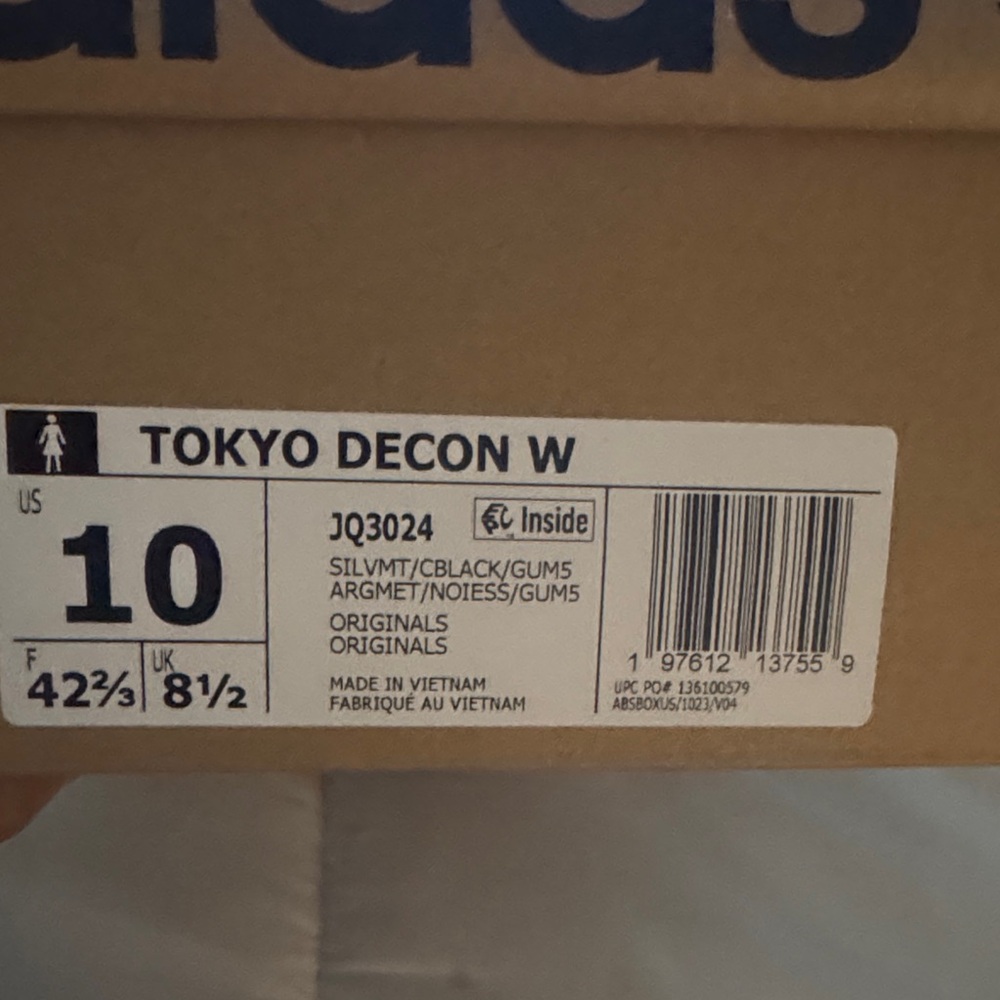 adidas
TOKYO DECON W
US
10
F
42⅔
UK
8½
JQ3024
Inside
SILVMT/CBLACK/GUM5
ARGMET/NOIESS/GUM5
ORIGINALS
ORIGINALS
MADE IN VIETNAM
FABRIQUÉ AU VIETNAM
1 97612 13755 9
UPC PO# 136100579
ABSBOXUS/1023/V04